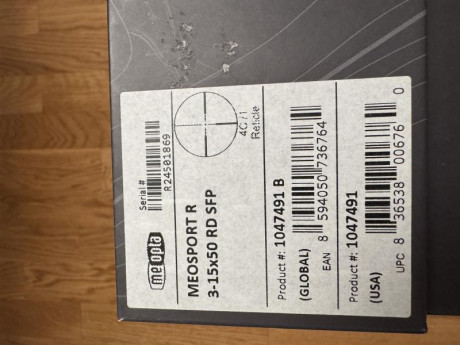 meopta
Serial #
R24501869
MEOSPORT R
3-15x50 RD SFP
4C /1
Reticle
Product #: 1047491 B
(GLOBAL)
EAN 8 594050 736764
Product #: 1047491
(USA)
UPC 8 36538 00676 0